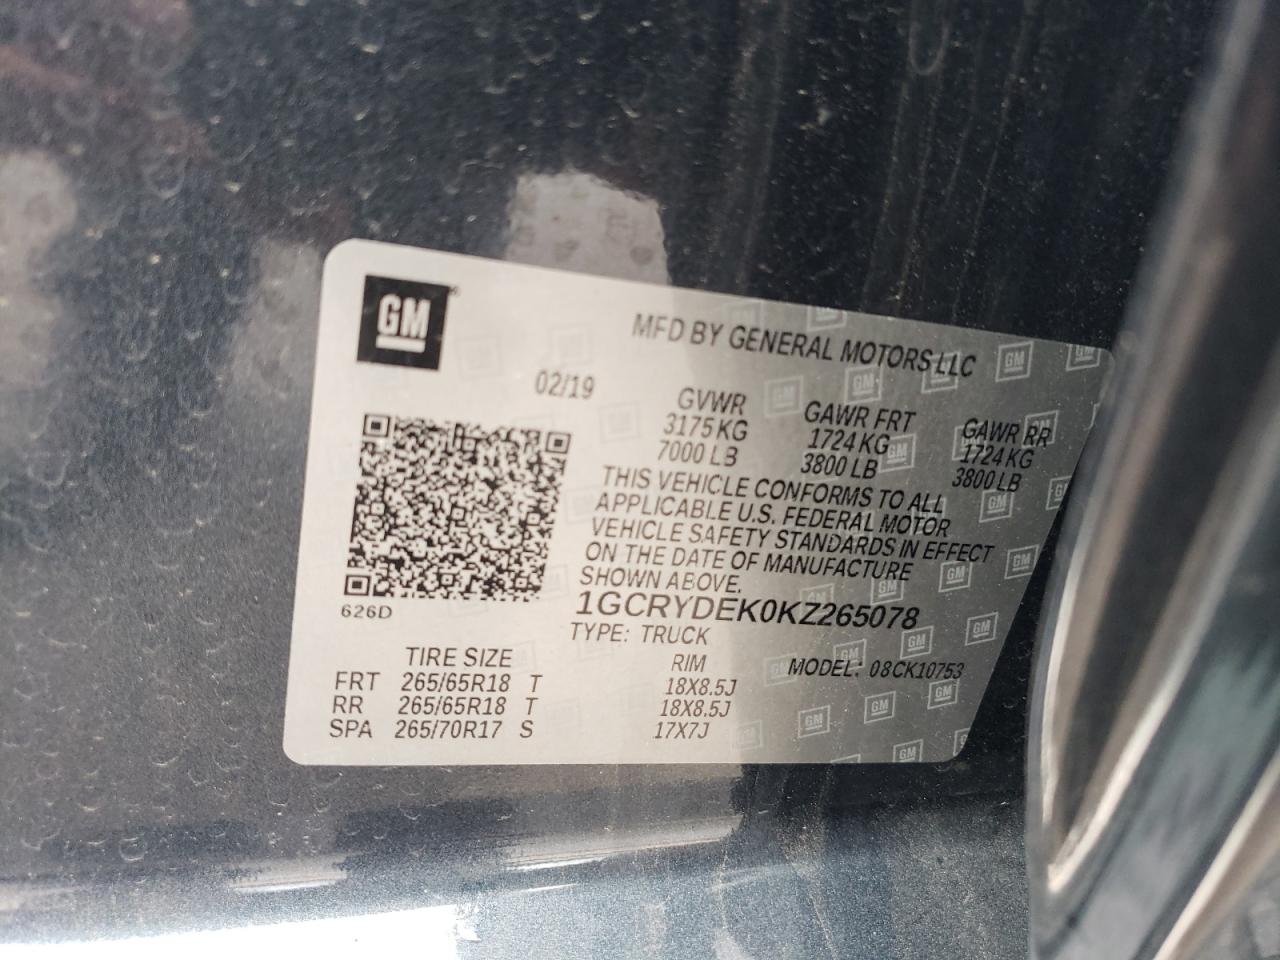 GM
MFD BY GENERAL MOTORS LLC
02/19
GVWR GAWR FRT GAWR RR
3175 KG 1724 KG 1724 KG
7000 LB 3800 LB 3800 LB
THIS VEHICLE CONFORMS TO ALL
APPLICABLE U.S. FEDERAL MOTOR
VEHICLE SAFETY STANDARDS IN EFFECT
ON THE DATE OF MANUFACTURE
SHOWN ABOVE.
626D
1GCRYDEK0KZ265078
TYPE: TRUCK
MODEL: 08CK10753
TIRE SIZE RIM
FRT 265/65R18 T 18X8.5J
RR 265/65R18 T 18X8.5J
SPA 265/70R17 S 17X7J